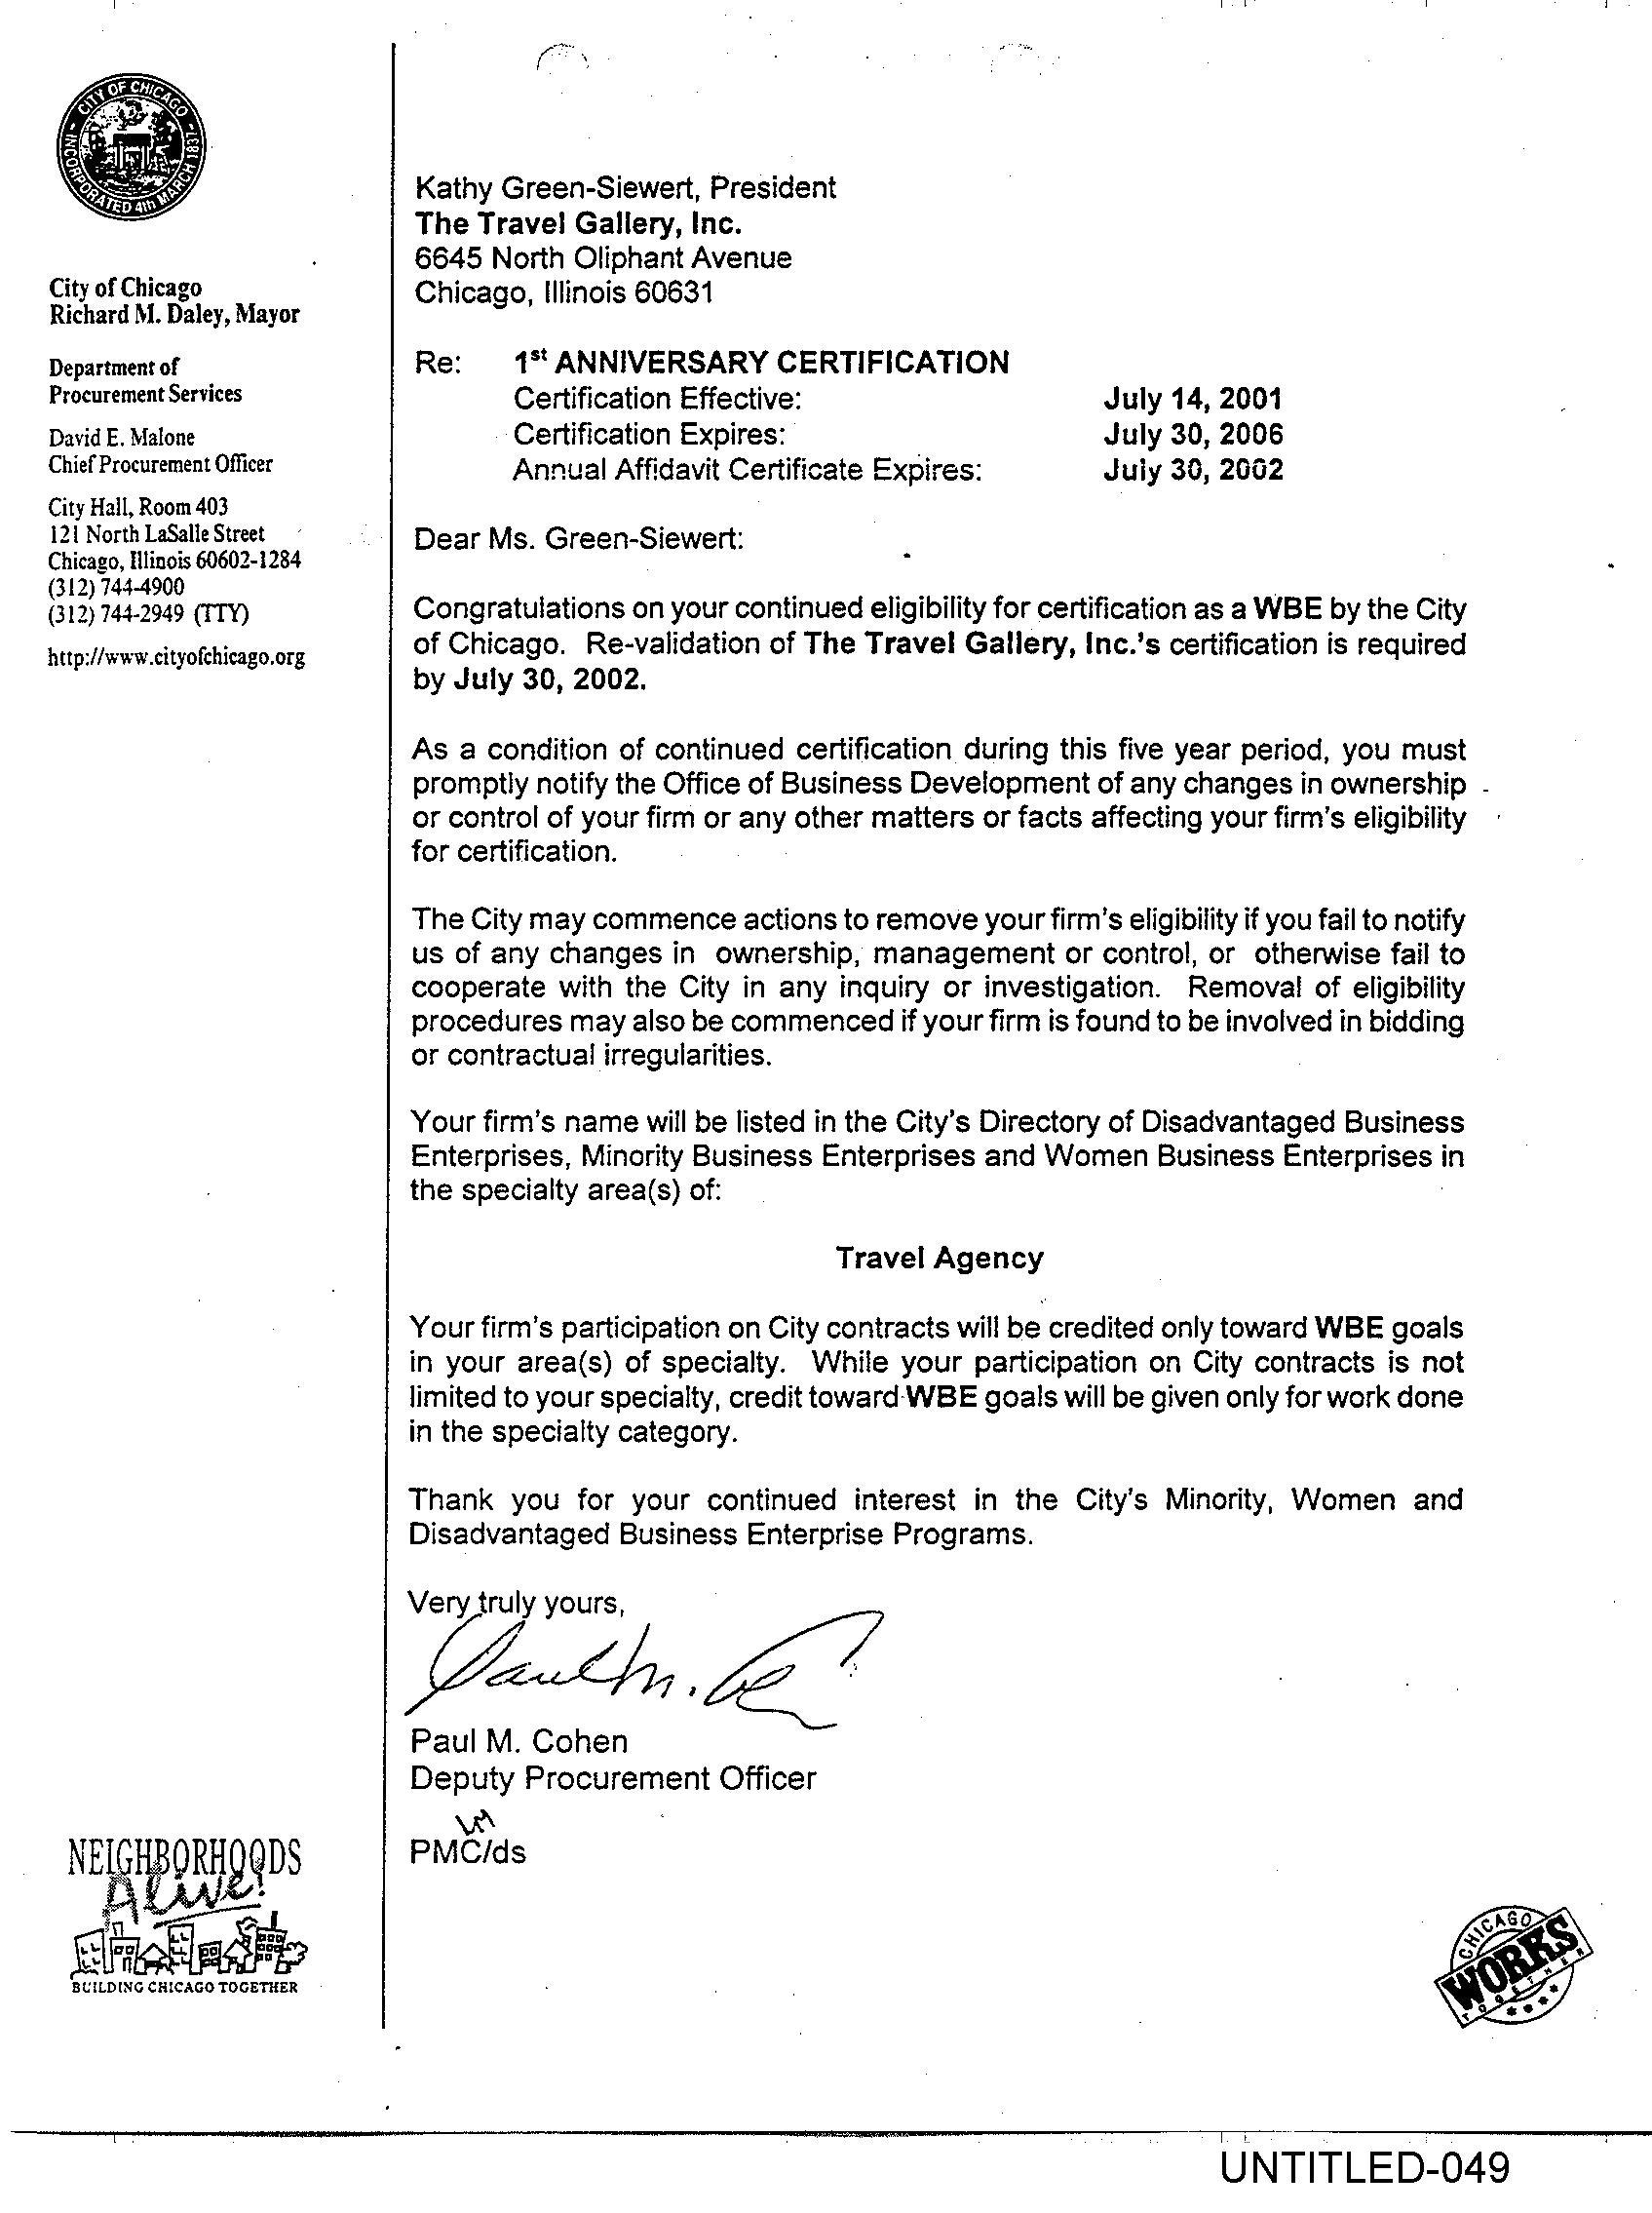 CITY OF CHICAGO
INCORPORATED 4th MARCH 1837
City of Chicago
Richard M. Daley, Mayor
Department of
Procurement Services
David E. Malone
Chief Procurement Officer
City Hall, Room 403
121 North LaSalle Street
Chicago, Illinois 60602-1284
(312) 744-4900
(312) 744-2949 (TTY)
http://www.cityofchicago.org
Kathy Green-Siewert, President
The Travel Gallery, Inc.
6645 North Oliphant Avenue
Chicago, Illinois 60631
Re: 1st ANNIVERSARY CERTIFICATION
Certification Effective: July 14, 2001
Certification Expires: July 30, 2006
Annual Affidavit Certificate Expires: July 30, 2002
Dear Ms. Green-Siewert:
Congratulations on your continued eligibility for certification as a WBE by the City
of Chicago. Re-validation of The Travel Gallery, Inc.'s certification is required
by July 30, 2002.
As a condition of continued certification during this five year period, you must
promptly notify the Office of Business Development of any changes in ownership
or control of your firm or any other matters or facts affecting your firm's eligibility
for certification.
The City may commence actions to remove your firm's eligibility if you fail to notify
us of any changes in ownership, management or control, or otherwise fail to
cooperate with the City in any inquiry or investigation. Removal of eligibility
procedures may also be commenced if your firm is found to be involved in bidding
or contractual irregularities.
Your firm's name will be listed in the City's Directory of Disadvantaged Business
Enterprises, Minority Business Enterprises and Women Business Enterprises in
the specialty area(s) of:
Travel Agency
Your firm's participation on City contracts will be credited only toward WBE goals
in your area(s) of specialty. While your participation on City contracts is not
limited to your specialty, credit toward WBE goals will be given only for work done
in the specialty category.
Thank you for your continued interest in the City's Minority, Women and
Disadvantaged Business Enterprise Programs.
Very truly yours,
Paul M. Cohen
Deputy Procurement Officer
PMC/ds
NEIGHBORHOODS
Alive!
BUILDING CHICAGO TOGETHER
CHICAGO
WORKS
TOGETHER
UNTITLED-049